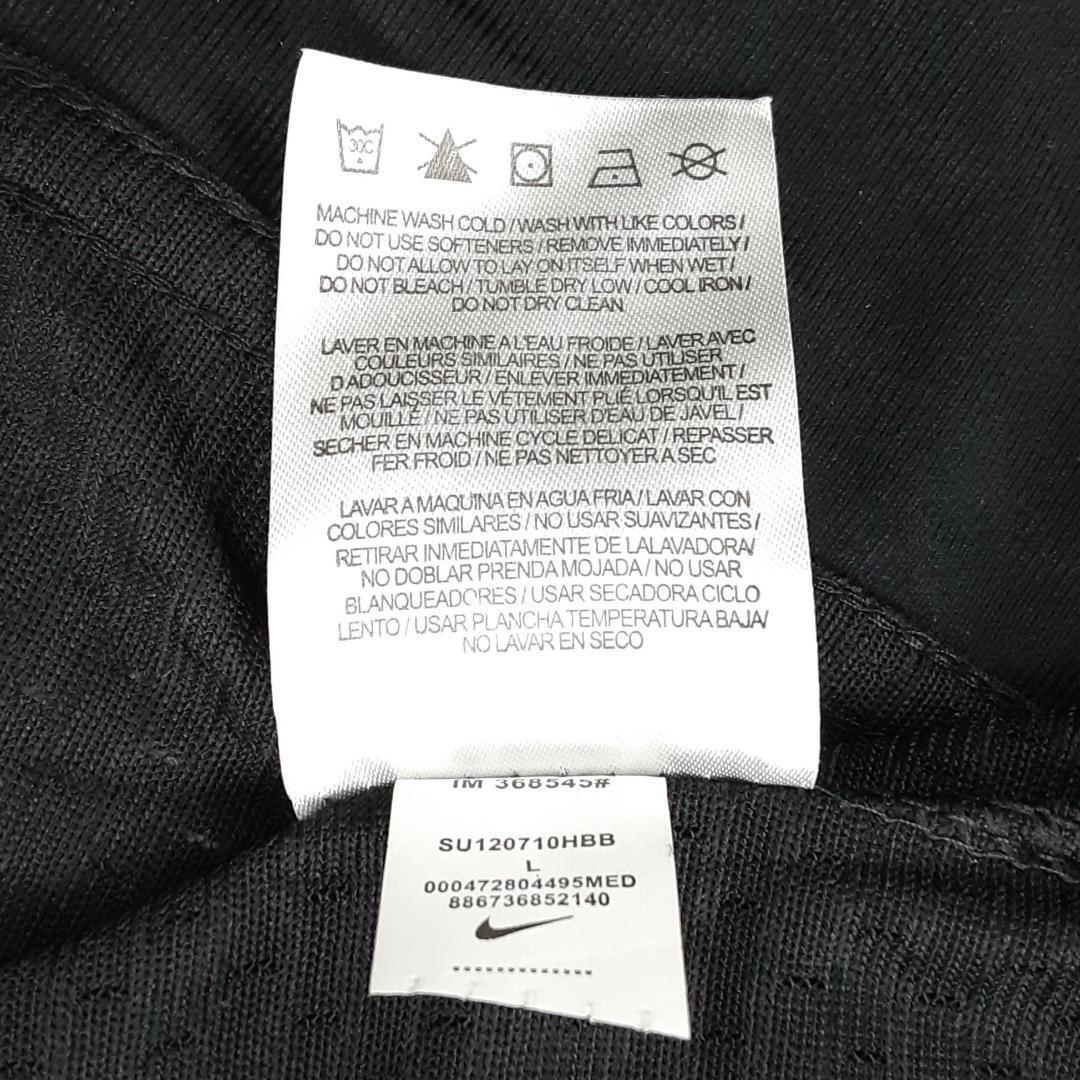 30C
MACHINE WASH COLD / WASH WITH LIKE COLORS /
DO NOT USE SOFTENERS / REMOVE IMMEDIATELY /
DO NOT ALLOW TO LAY ON ITSELF WHEN WET /
DO NOT BLEACH / TUMBLE DRY LOW / COOL IRON /
DO NOT DRY CLEAN
LAVER EN MACHINE A L'EAU FROIDE / LAVER AVEC
COULEURS SIMILAIRES / NE PAS UTILISER
D ADOUCISSEUR / ENLEVER IMMEDIATEMENT /
NE PAS LAISSER LE VÉTEMENT PLIÉ LORSQU'IL EST
MOUILLÉ / NE PAS UTILISER D'EAU DE JAVEL /
SECHER EN MACHINE CYCLE DELICAT / REPASSER
FER FROID / NE PAS NETTOYER A SEC
LAVAR A MAQUINA EN AGUA FRIA / LAVAR CON
COLORES SIMILARES / NO USAR SUAVIZANTES /
RETIRAR INMEDIATAMENTE DE LALAVADORA/
NO DOBLAR PRENDA MOJADA / NO USAR
BLANQUEADORES / USAR SECADORA CICLO
LENTO / USAR PLANCHA TEMPERATURA BAJA/
NO LAVAR EN SECO
IM 368545#
SU120710HBB
L
000472804495MED
886736852140